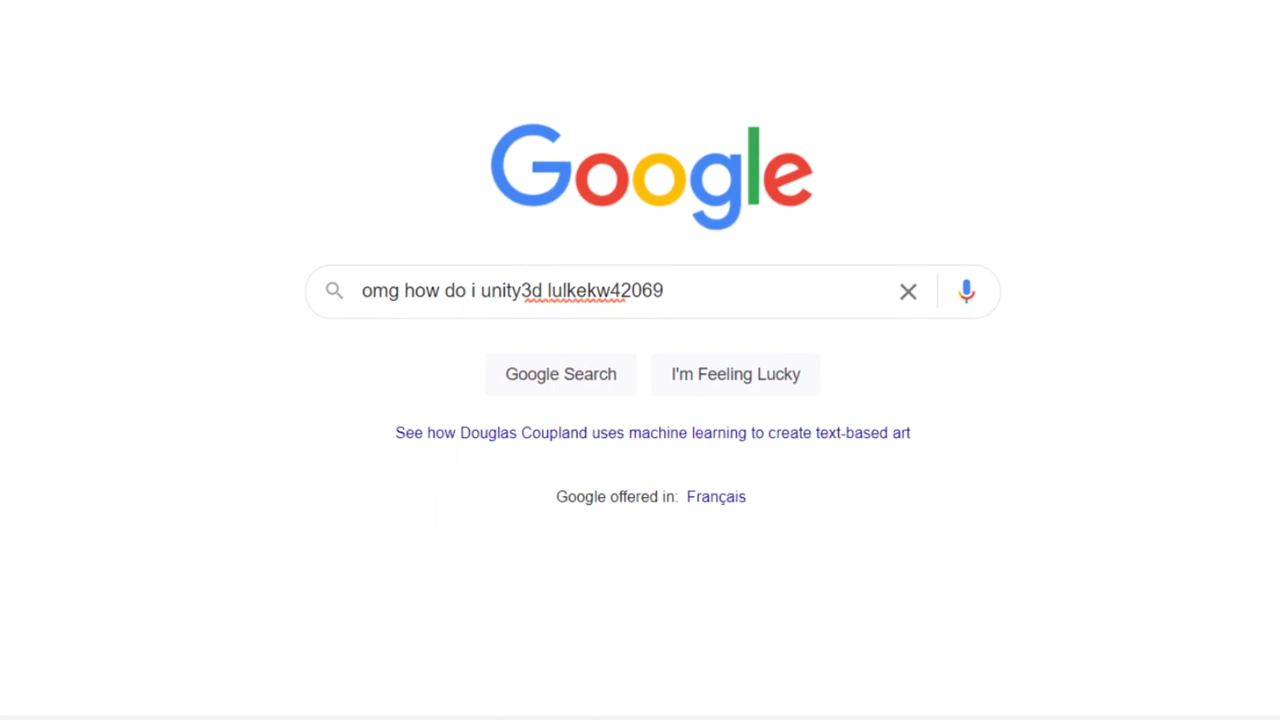 Google
omg how do i unity3d lulkekw42069
Google Search
I'm Feeling Lucky
See how Douglas Coupland uses machine learning to create text-based art
Google offered in: Français